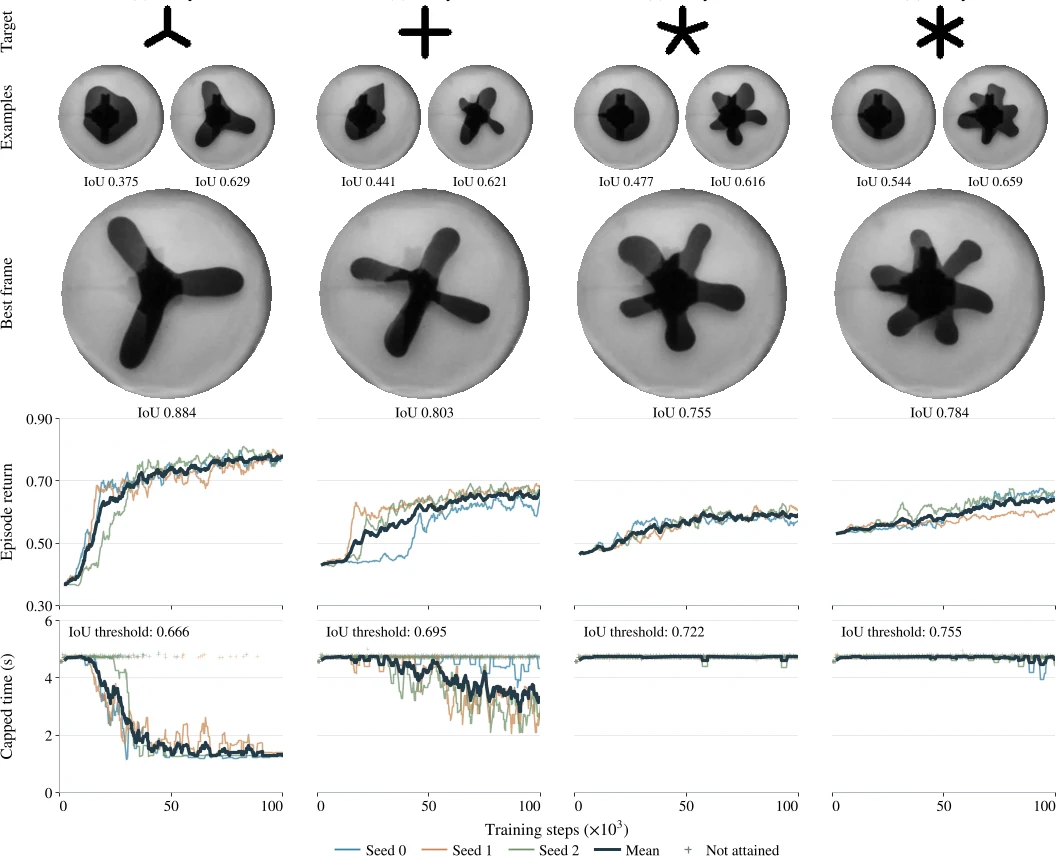 Target
Examples
IoU 0.375 IoU 0.629 IoU 0.441 IoU 0.621 IoU 0.477 IoU 0.616 IoU 0.544 IoU 0.659
Best frame
IoU 0.884 IoU 0.803 IoU 0.755 IoU 0.784
Episode return
0.90
0.70
0.50
0.30
Capped time (s)
6
4
2
0
IoU threshold: 0.666 IoU threshold: 0.695 IoU threshold: 0.722 IoU threshold: 0.755
0 50 100 0 50 100 0 50 100 0 50 100
Training steps (×10³)
Seed 0 Seed 1 Seed 2 Mean Not attained